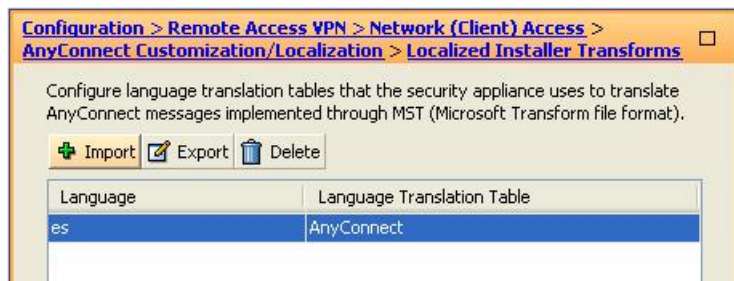 Configuration > Remote Access VPN > Network (Client) Access >
AnyConnect Customization/Localization > Localized Installer Transforms
Configure language translation tables that the security appliance uses to translate
AnyConnect messages implemented through MST (Microsoft Transform file format).
Import Export Delete
Language Language Translation Table
es AnyConnect